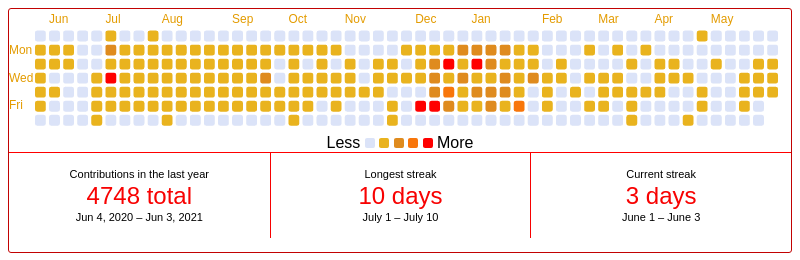 Jun Jul Aug Sep Oct Nov Dec Jan Feb Mar Apr May
Mon
Wed
Fri
Less More
Contributions in the last year
4748 total
Jun 4, 2020 – Jun 3, 2021
Longest streak
10 days
July 1 – July 10
Current streak
3 days
June 1 – June 3